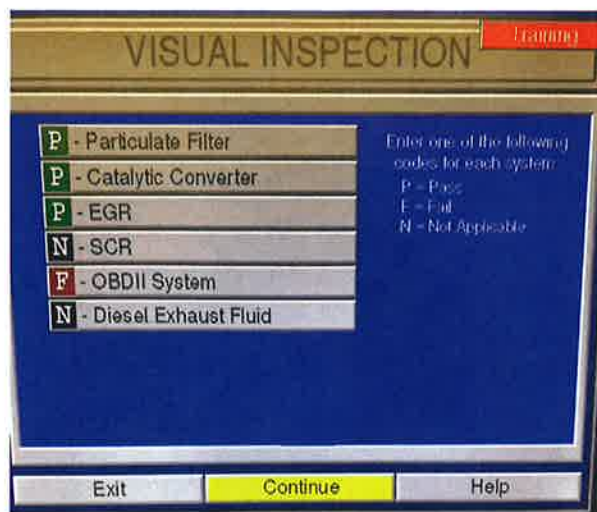 VISUAL INSPECTION
Training
P - Particulate Filter
P - Catalytic Converter
P - EGR
N - SCR
F - OBDII System
N - Diesel Exhaust Fluid
Enter one of the following
codes for each system:
P = Pass
F = Fail
N = Not Applicable
Exit
Continue
Help